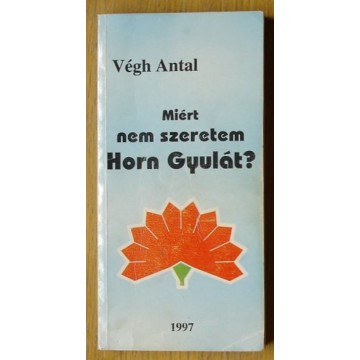 Végh Antal
Miért
nem szeretem
Horn Gyulát?
1997